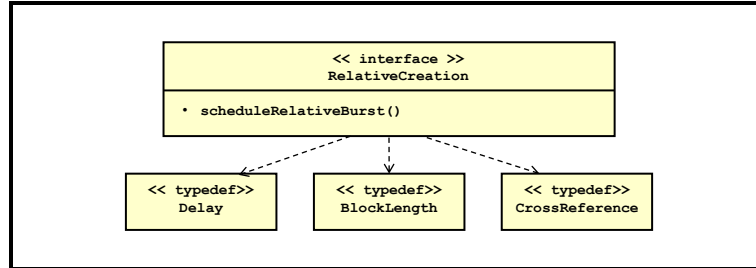 << interface >>
RelativeCreation
• scheduleRelativeBurst()
<< typedef>>
Delay
<< typedef>>
BlockLength
<< typedef>>
CrossReference